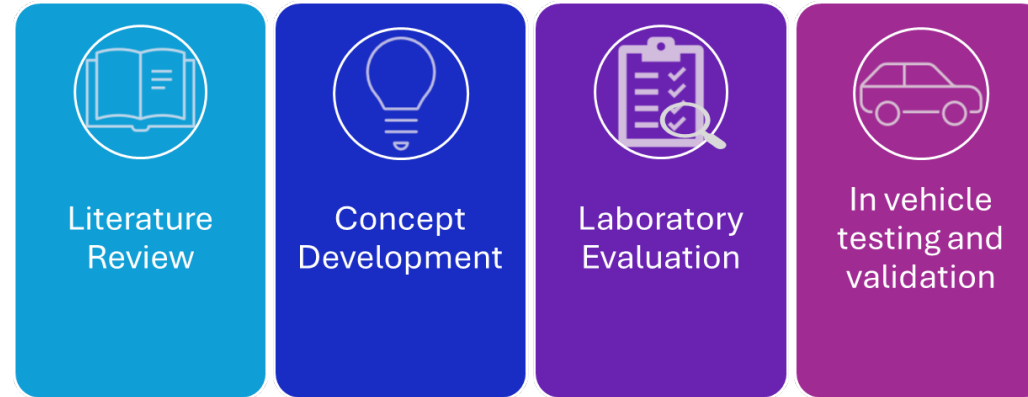 Literature
Review
Concept
Development
Laboratory
Evaluation
In vehicle
testing and
validation